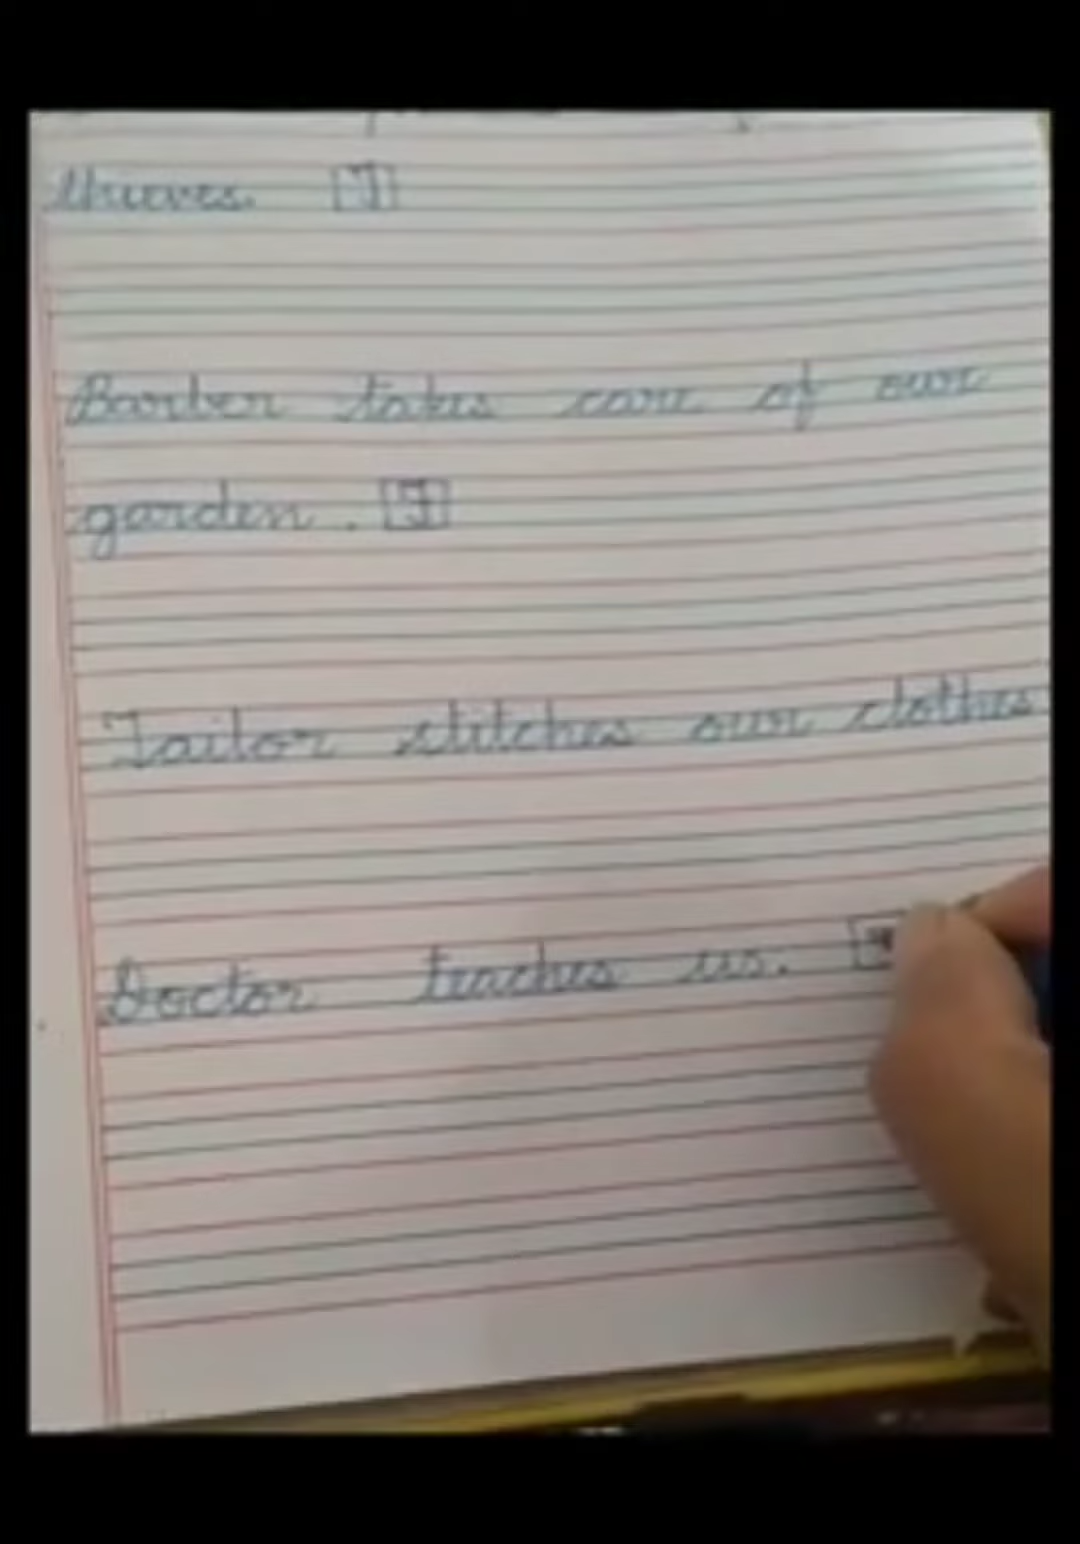 thieves. [T]
Barber takes care of our
garden. [F]
Tailor stitches our clothes
Doctor teaches us.